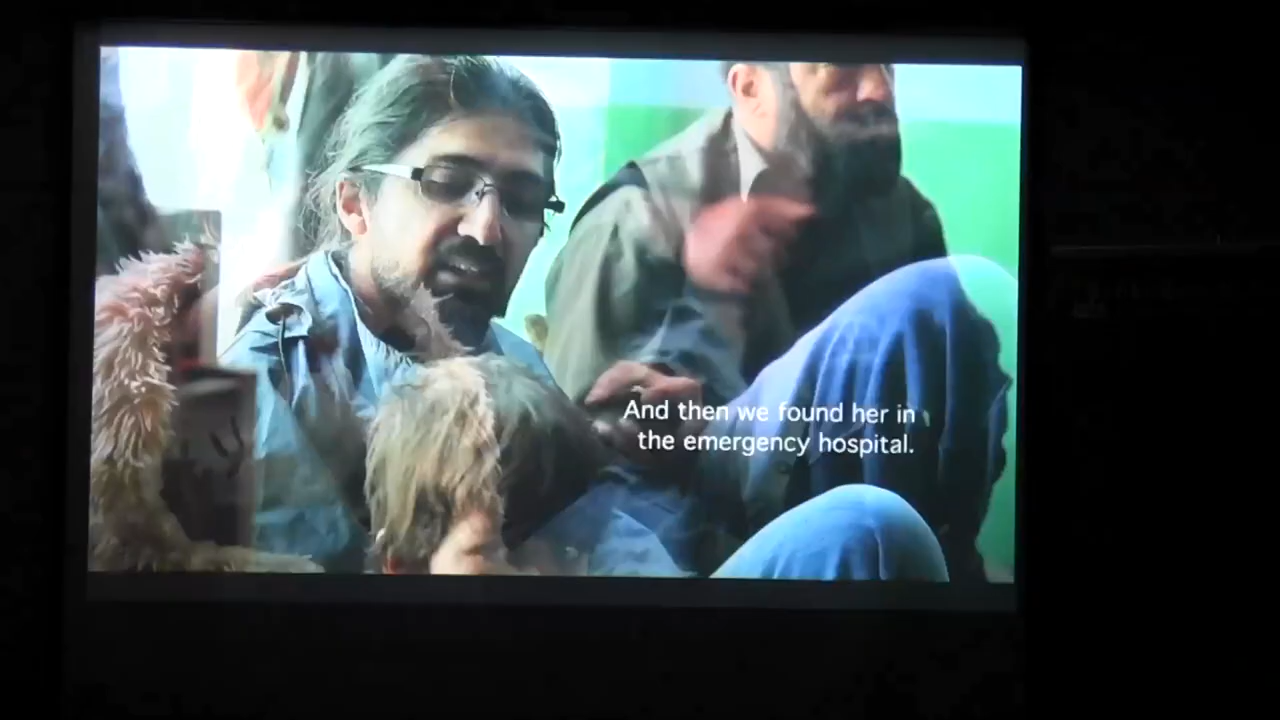 And then we found her in
the emergency hospital.